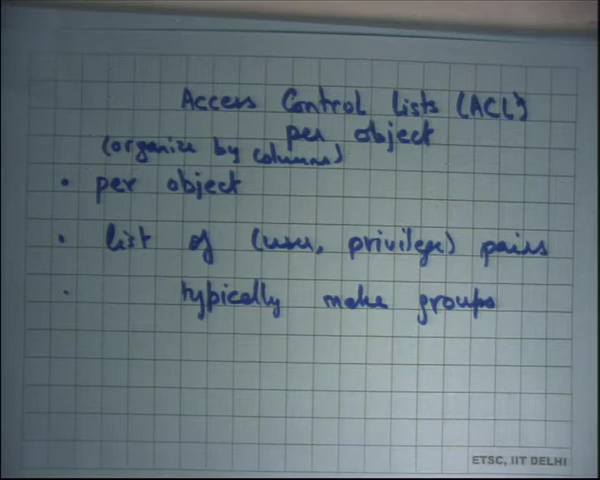 Access Control Lists (ACL)
per object
(organize by columns)
• per object
• list of (user, privilege) pairs
• typically make groups
ETSC, IIT DELHI